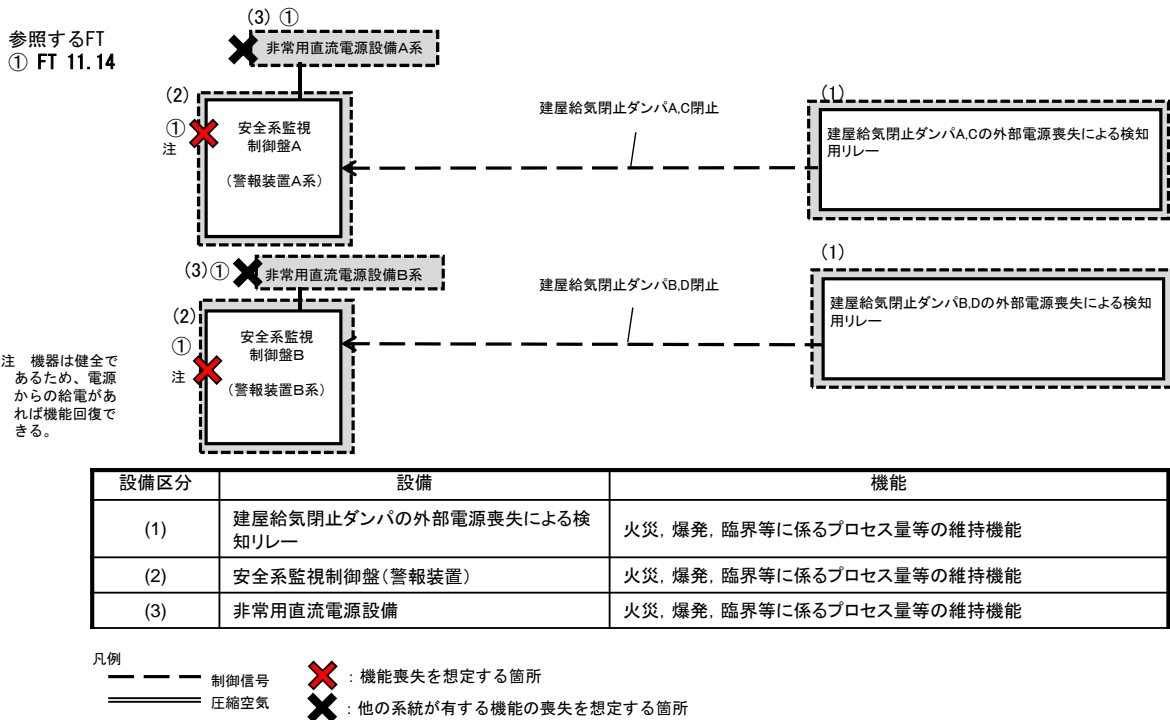 参照するFT
① FT 11.14
(3) ①
非常用直流電源設備A系
(2)
①
注
安全系監視
制御盤A
(警報装置A系)
建屋給気閉止ダンパA,C閉止
(1)
建屋給気閉止ダンパA,Cの外部電源喪失による検知
用リレー
(3)①
非常用直流電源設備B系
(2)
①
注
安全系監視
制御盤B
(警報装置B系)
建屋給気閉止ダンパB,D閉止
(1)
建屋給気閉止ダンパB,Dの外部電源喪失による検知
用リレー
注 機器は健全で
あるため、電源
からの給電があ
れば機能回復で
きる。
設備区分 設備 機能
(1) 建屋給気閉止ダンパの外部電源喪失による検
知リレー 火災, 爆発, 臨界等に係るプロセス量等の維持機能
(2) 安全系監視制御盤(警報装置) 火災, 爆発, 臨界等に係るプロセス量等の維持機能
(3) 非常用直流電源設備 火災, 爆発, 臨界等に係るプロセス量等の維持機能
凡例
制御信号
圧縮空気
:機能喪失を想定する箇所
:他の系統が有する機能の喪失を想定する箇所